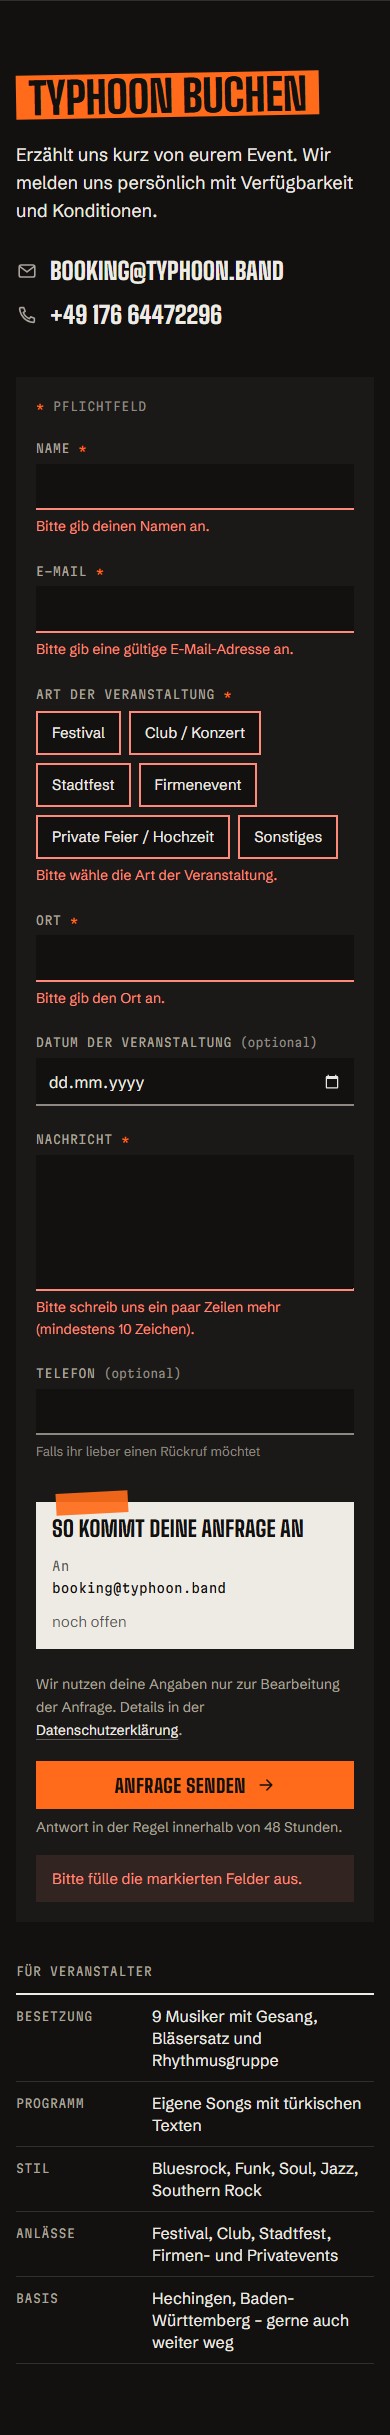 TYPHOON BUCHEN
Erzählt uns kurz von eurem Event. Wir
melden uns persönlich mit Verfügbarkeit
und Konditionen.
BOOKING@TYPHOON.BAND
+49 176 64472296
* PFLICHTFELD
NAME *
Bitte gib deinen Namen an.
E-MAIL *
Bitte gib eine gültige E-Mail-Adresse an.
ART DER VERANSTALTUNG *
Festival Club / Konzert
Stadtfest Firmenevent
Private Feier / Hochzeit Sonstiges
Bitte wähle die Art der Veranstaltung.
ORT *
Bitte gib den Ort an.
DATUM DER VERANSTALTUNG (optional)
dd.mm.yyyy
NACHRICHT *
Bitte schreib uns ein paar Zeilen mehr
(mindestens 10 Zeichen).
TELEFON (optional)
Falls ihr lieber einen Rückruf möchtet
SO KOMMT DEINE ANFRAGE AN
An
booking@typhoon.band
noch offen
Wir nutzen deine Angaben nur zur Bearbeitung
der Anfrage. Details in der
Datenschutzerklärung.
ANFRAGE SENDEN →
Antwort in der Regel innerhalb von 48 Stunden.
Bitte fülle die markierten Felder aus.
FÜR VERANSTALTER
BESETZUNG 9 Musiker mit Gesang,
Bläsersatz und
Rhythmusgruppe
PROGRAMM Eigene Songs mit türkischen
Texten
STIL Bluesrock, Funk, Soul, Jazz,
Southern Rock
ANLÄSSE Festival, Club, Stadtfest,
Firmen- und Privatevents
BASIS Hechingen, Baden-
Württemberg – gerne auch
weiter weg